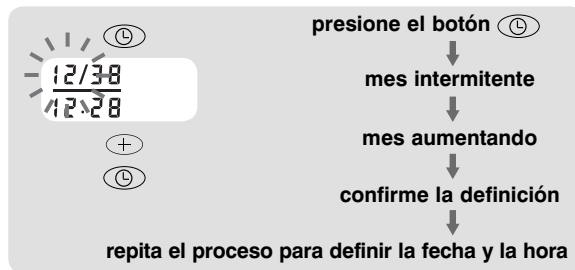 presione el botón
12/38
mes intermitente
12:28
mes aumentando
+
confirme la definición
repita el proceso para definir la fecha y la hora